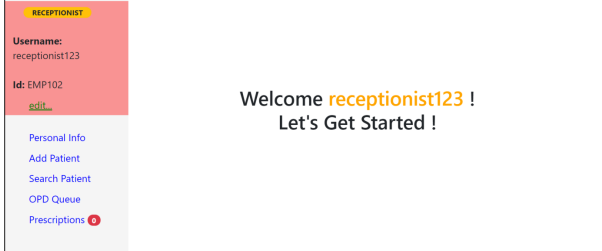 RECEPTIONIST
Username:
receptionist123
Id: EMP102
edit...
Personal Info
Add Patient
Search Patient
OPD Queue
Prescriptions 0
Welcome receptionist123 !
Let's Get Started !